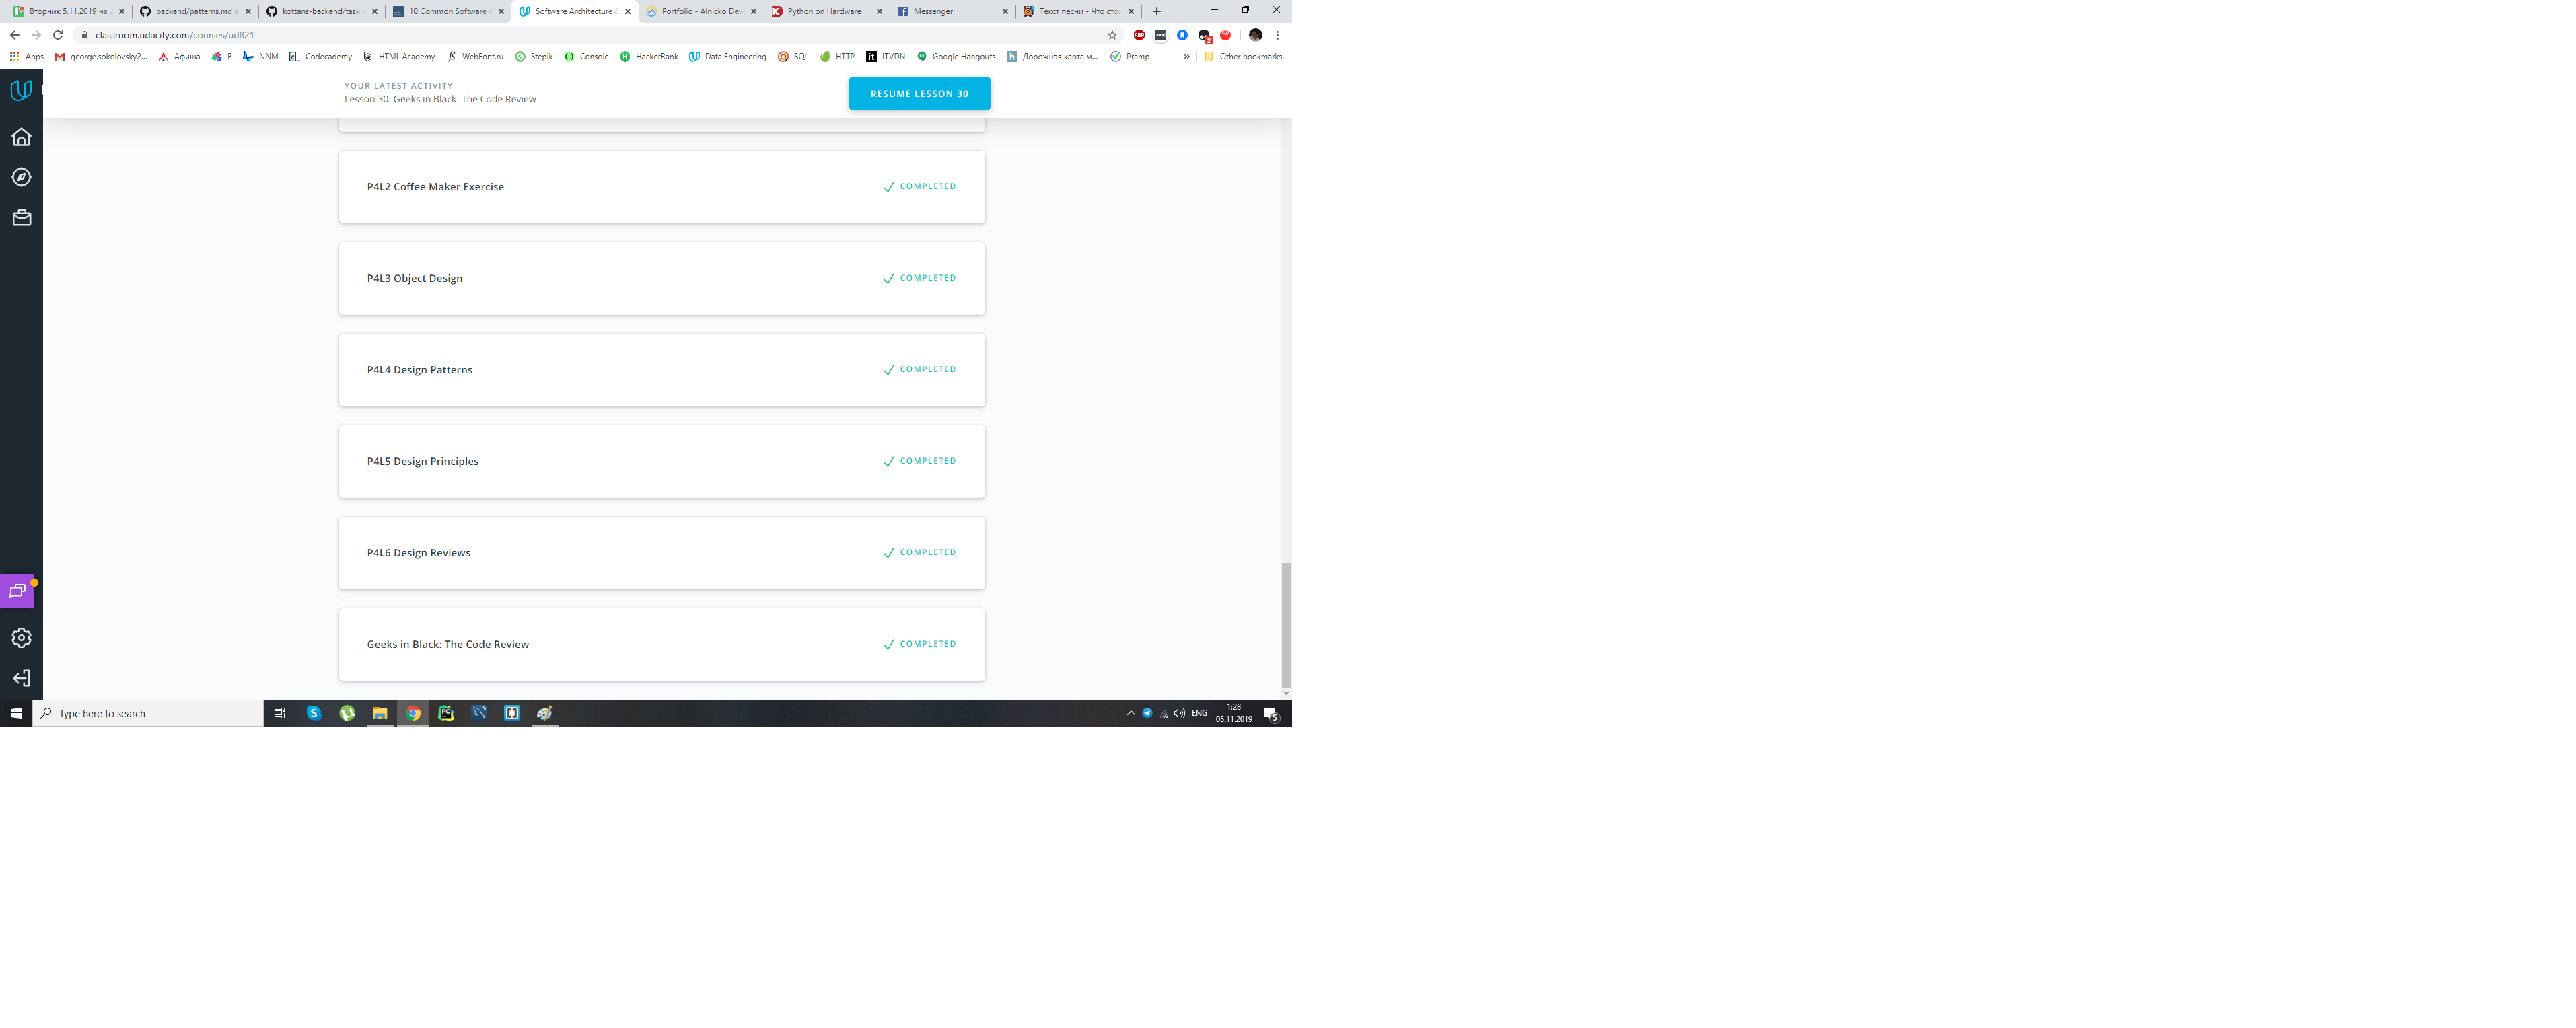 Вторник 5.11.2019 на
backend/patterns.md a
kottans-backend/task_
10 Common Software
Software Architecture &
Portfolio - Alnicko Dev
Python on Hardware
Messenger
Текст песни - Что сто
classroom.udacity.com/courses/ud821
ABP
2
Apps
george.sokolovsky2...
Афиша
B
NNM
Codecademy
HTML Academy
WebFont.ru
Stepik
Console
HackerRank
Data Engineering
SQL
HTTP
ITVDN
Google Hangouts
Дорожная карта м...
Pramp
»
Other bookmarks
YOUR LATEST ACTIVITY
Lesson 30: Geeks in Black: The Code Review
RESUME LESSON 30
P4L2 Coffee Maker Exercise
COMPLETED
P4L3 Object Design
COMPLETED
P4L4 Design Patterns
COMPLETED
P4L5 Design Principles
COMPLETED
P4L6 Design Reviews
COMPLETED
Geeks in Black: The Code Review
COMPLETED
Type here to search
ENG
1:28
05.11.2019
5